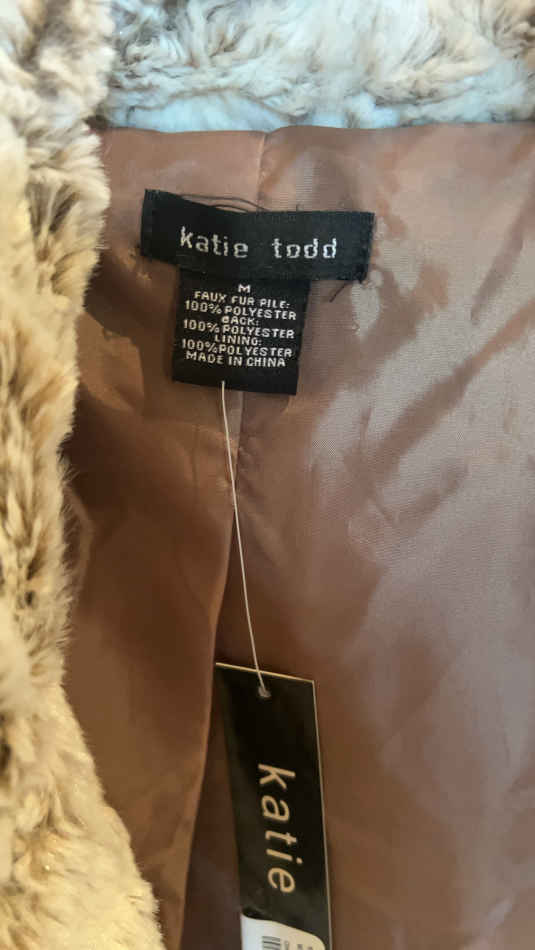 katie todd
M
FAUX FUR PILE:
100% POLYESTER
BACK:
100% POLYESTER
LINING:
100%POLYESTER
MADE IN CHINA
katie